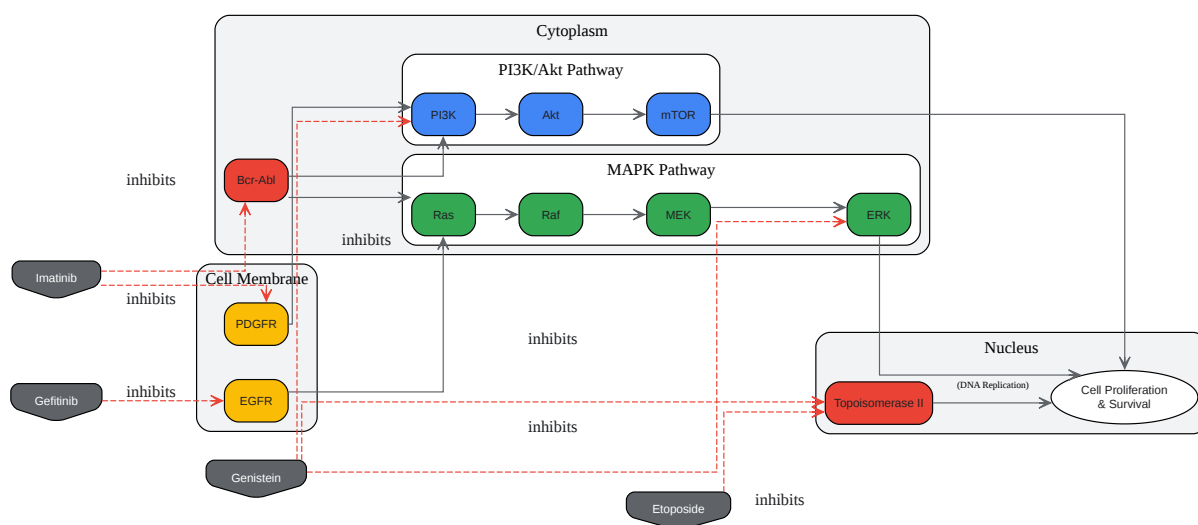 Cytoplasm
PI3K/Akt Pathway
PI3K
Akt
mTOR
MAPK Pathway
inhibits
Bcr-Abl
Ras
Raf
MEK
ERK
inhibits
Imatinib
Cell Membrane
inhibits
PDGFR
inhibits
Nucleus
Gefitinib
inhibits
EGFR
(DNA Replication)
Cell Proliferation
& Survival
Topoisomerase II
inhibits
Genistein
inhibits
Etoposide